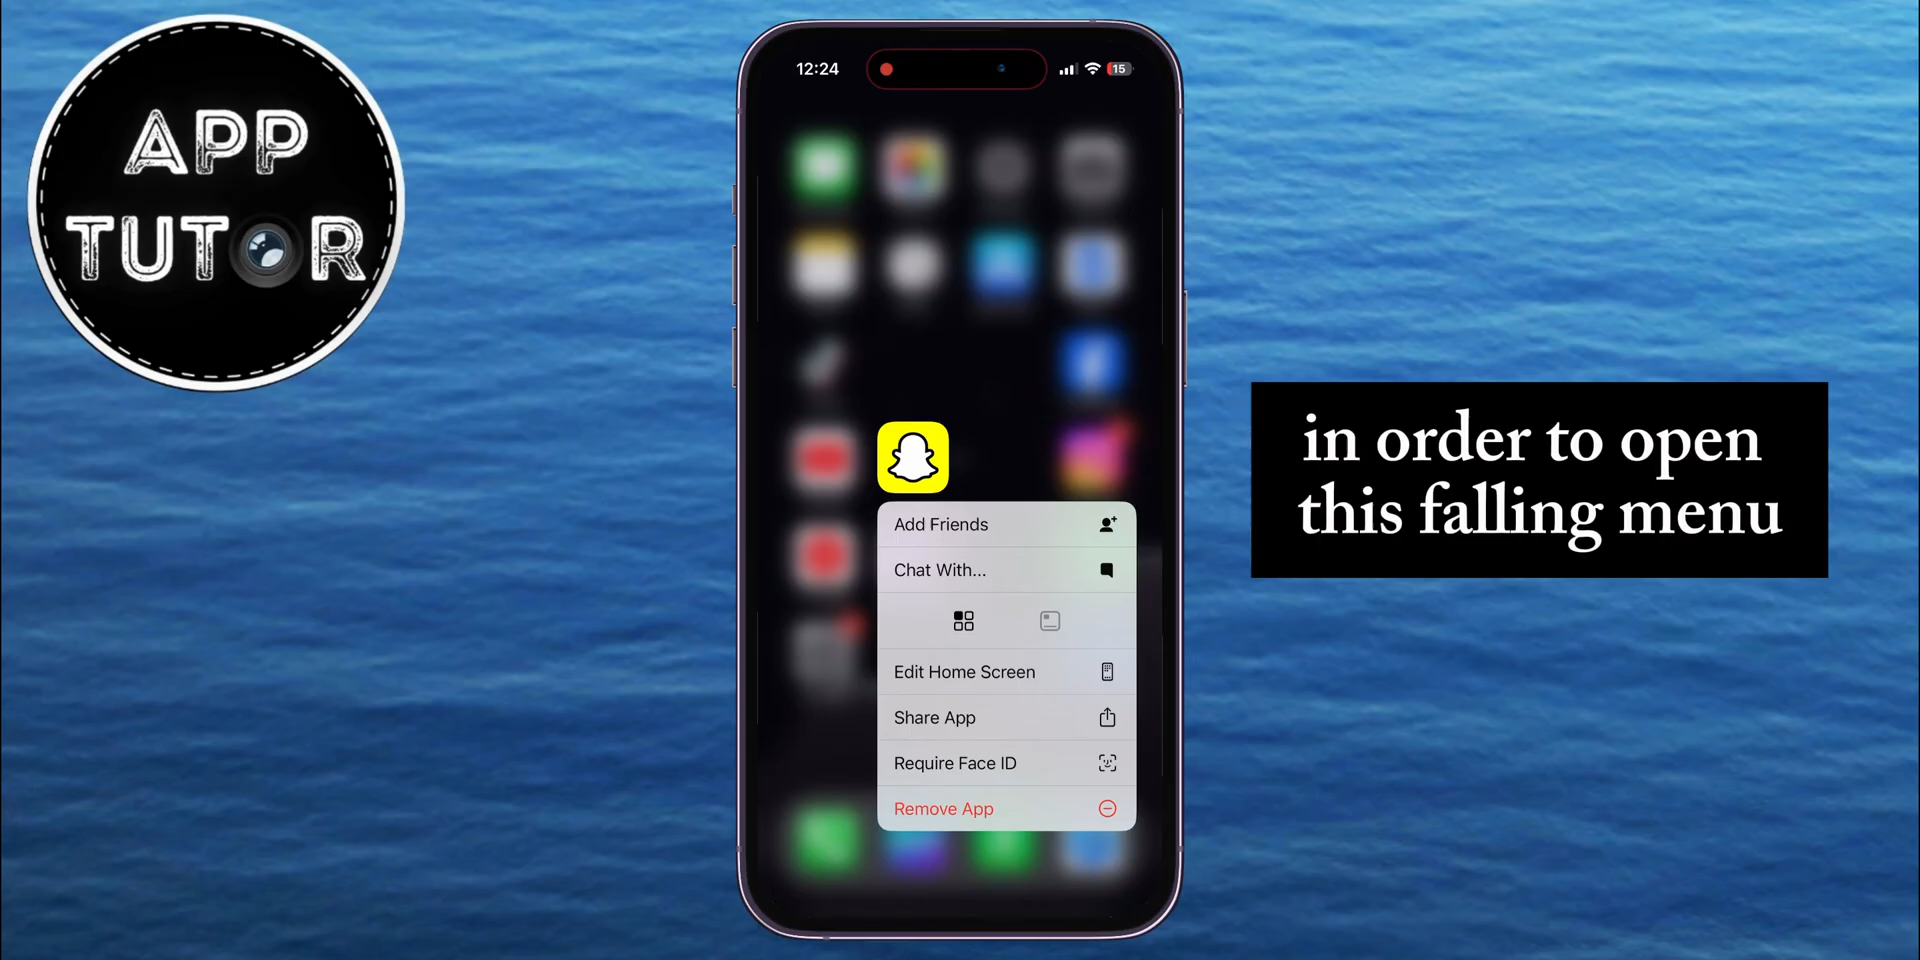 APP
TUTOR
12:24
15
Add Friends
Chat With...
Edit Home Screen
Share App
Require Face ID
Remove App
in order to open
this falling menu